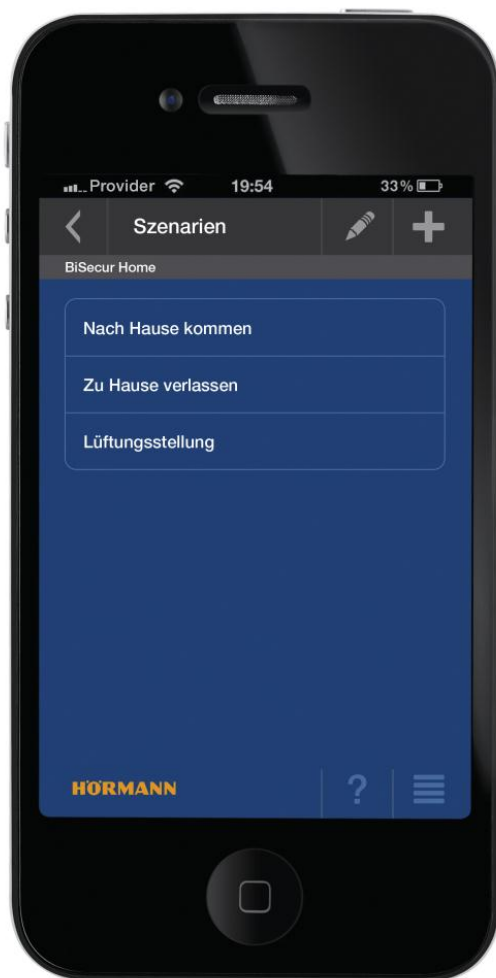 Provider 19:54 33%
Szenarien
BiSecur Home
Nach Hause kommen
Zu Hause verlassen
Lüftungsstellung
HÖRMANN
?